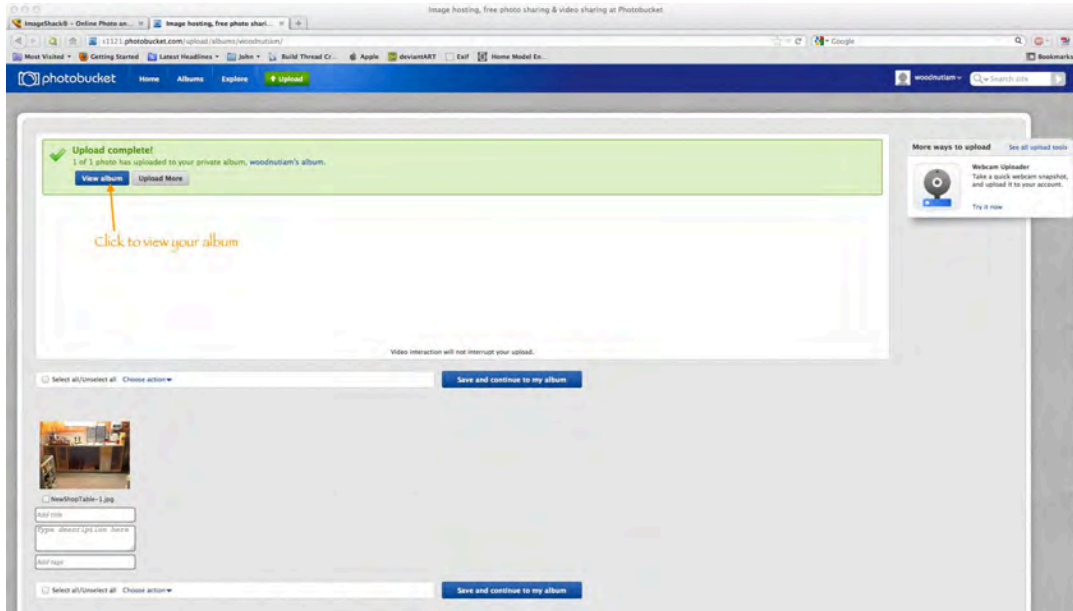 Image hosting, free photo sharing & video sharing at Photobucket
ImageShack® - Online Photo an...
Image hosting, free photo shari...
s1121.photobucket.com/upload/albums/woodnutiam/
Google
Most Visited
Getting Started
Latest Headlines
John
Build Thread Cr...
Apple
deviantART
Exif
Home Model En...
Bookmarks
photobucket
Home
Albums
Explore
Upload
woodnutiam
Search site
Upload complete!
1 of 1 photo has uploaded to your private album, woodnutiam's album.
View album
Upload More
Click to view your album
More ways to upload
See all upload tools
Webcam Uploader
Take a quick webcam snapshot,
and upload it to your account.
Try it now
Video interaction will not interrupt your upload.
Select all/Unselect all
Choose action
Save and continue to my album
NewShopTable-1.jpg
Add title
Type description here
Add tags
Select all/Unselect all
Choose action
Save and continue to my album